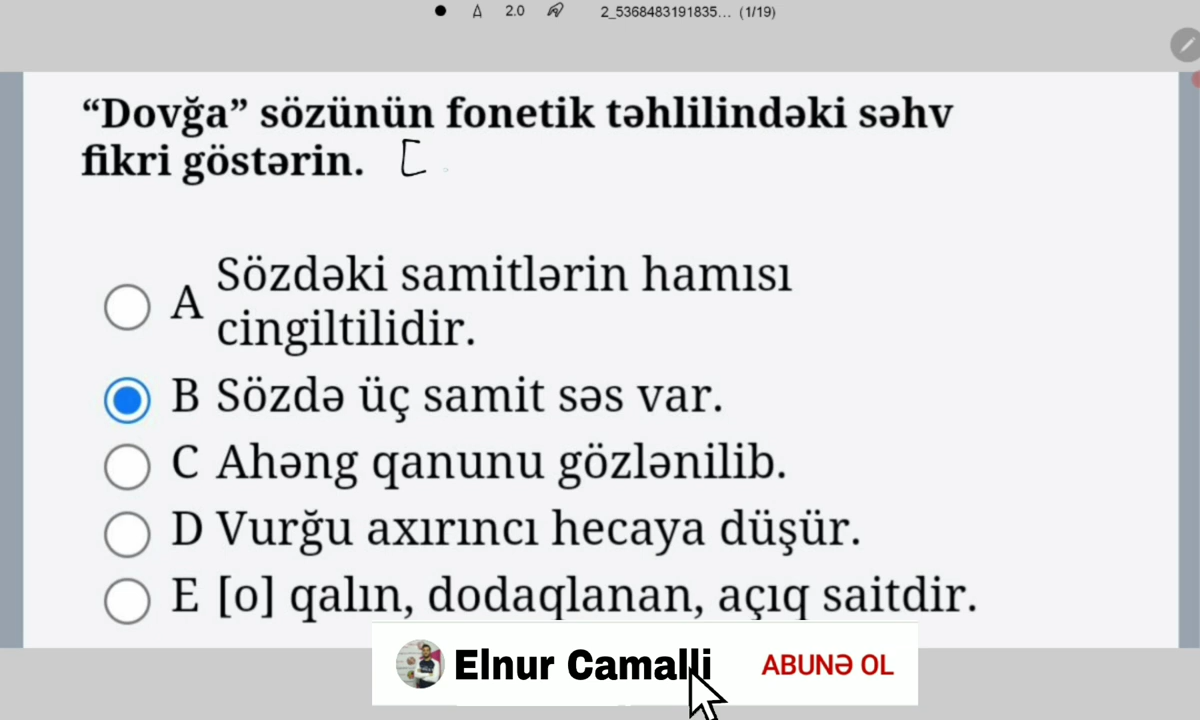 2.0 2_5368483191835... (1/19)
“Dovğa” sözünün fonetik təhlilindəki səhv
fikri göstərin. [
A Sözdəki samitlərin hamısı
cingiltilidir.
B Sözdə üç samit səs var.
C Ahəng qanunu gözlənilib.
D Vurğu axırıncı hecaya düşür.
E [o] qalın, dodaqlanan, açıq saitdir.
Elnur Camalli ABUNƏ OL